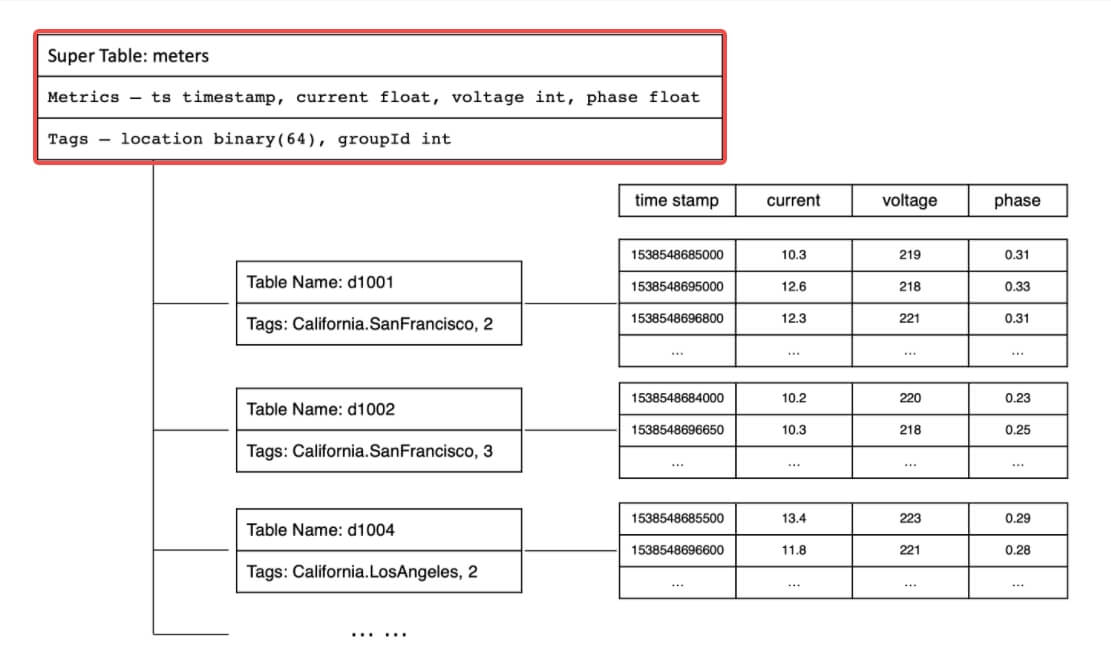 Super Table: meters
Metrics — ts timestamp, current float, voltage int, phase float
Tags — location binary(64), groupId int
time stamp current voltage phase
Table Name: d1001
Tags: California.SanFrancisco, 2
1538548685000 10.3 219 0.31
1538548695000 12.6 218 0.33
1538548696800 12.3 221 0.31
... ... ... ...
Table Name: d1002
Tags: California.SanFrancisco, 3
1538548684000 10.2 220 0.23
1538548696650 10.3 218 0.25
... ... ... ...
Table Name: d1004
Tags: California.LosAngeles, 2
1538548685500 13.4 223 0.29
1538548696600 11.8 221 0.28
... ... ... ...
... ...